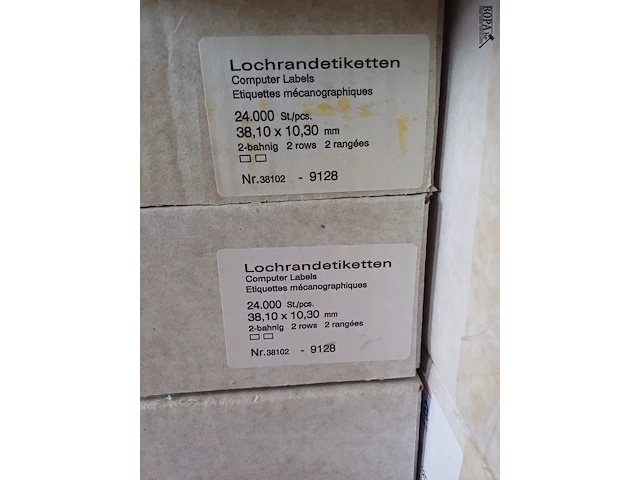 BOPA
Lochrandetiketten
Computer Labels
Etiquettes mécanographiques
24.000 St./pcs.
38,10 x 10,30 mm
2-bahnig 2 rows 2 rangées
Nr.38102 - 9128
Lochrandetiketten
Computer Labels
Etiquettes mécanographiques
24.000 St./pcs.
38,10 x 10,30 mm
2-bahnig 2 rows 2 rangées
Nr.38102 - 9128